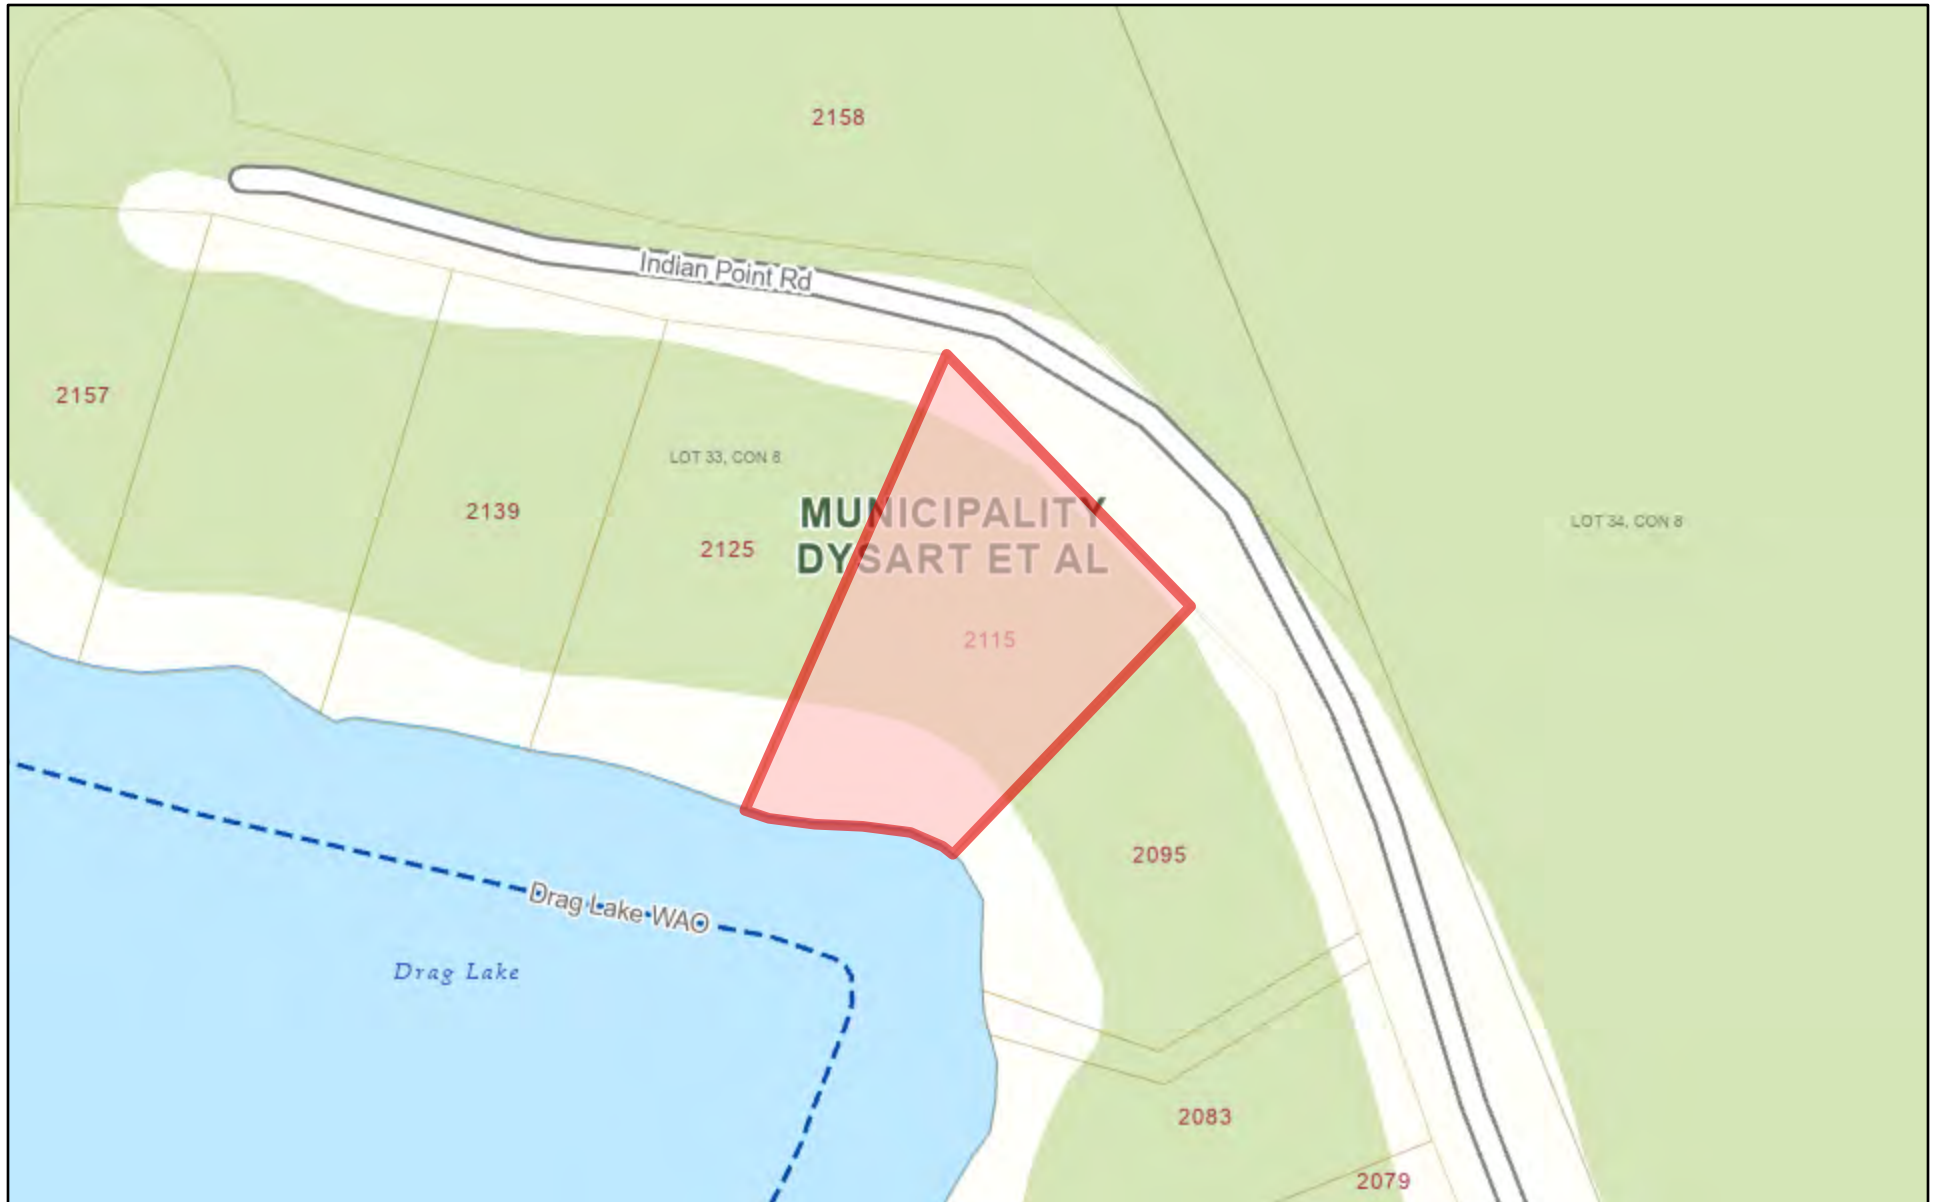 2158
Indian Point Rd
2157
LOT 33, CON 8
2139
MUNICIPALITY
DYSART ET AL
LOT 34, CON 8
2125
2115
2095
Drag Lake WAO
Drag Lake
2083
2079